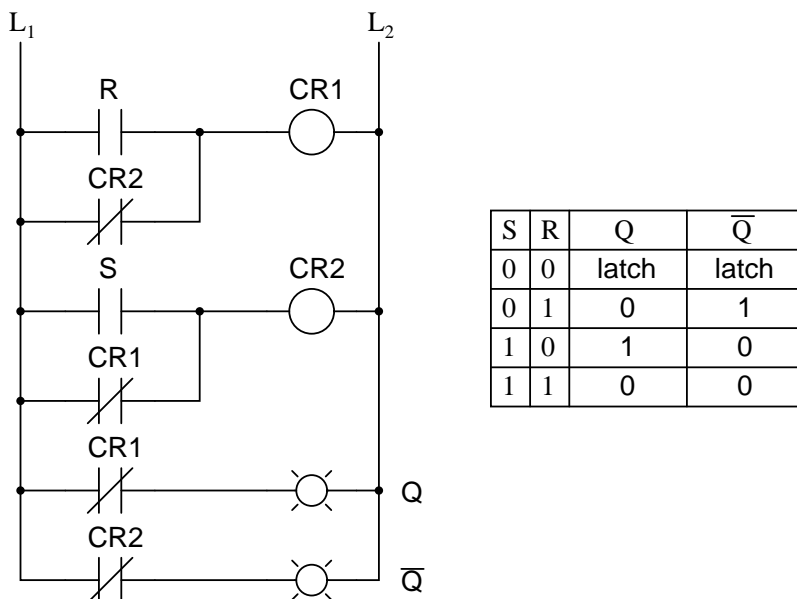 L₁ L₂
R CR1
CR2
S CR2
CR1
CR1
Q
CR2
Q̅
S R Q Q̅
0 0 latch latch
0 1 0 1
1 0 1 0
1 1 0 0